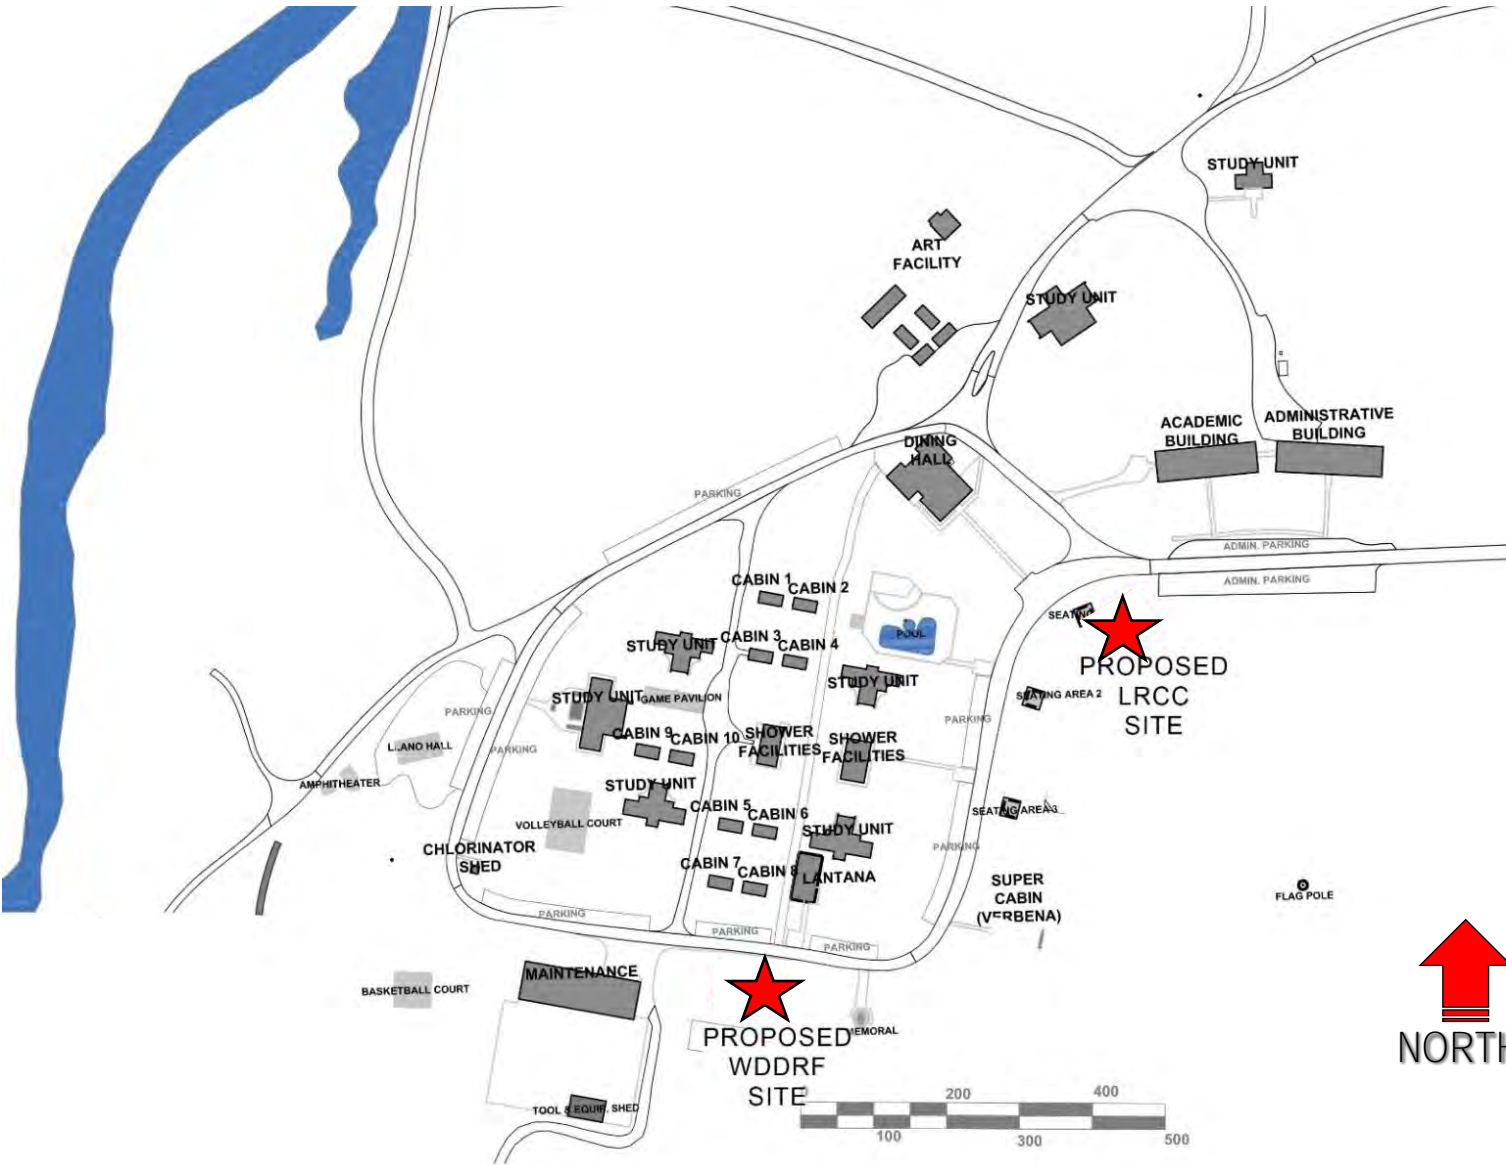 STUDY UNIT
ART
FACILITY
STUDY UNIT
ACADEMIC
BUILDING
ADMINISTRATIVE
BUILDING
DINING
HALL
PARKING
ADMIN. PARKING
ADMIN. PARKING
CABIN 1
CABIN 2
SEATING
POOL
STUDY UNIT
CABIN 3
CABIN 4
PROPOSED
LRCC
SITE
STUDY UNIT
SEATING AREA 2
STUDY UNIT
GAME PAVILION
PARKING
PARKING
CABIN 9
CABIN 10
SHOWER
FACILITIES
SHOWER
FACILITIES
LLANO HALL
PARKING
AMPHITHEATER
STUDY UNIT
CABIN 5
CABIN 6
SEATING AREA 3
VOLLEYBALL COURT
STUDY UNIT
CHLORINATOR
SHED
PARKING
CABIN 7
CABIN 8
LANTANA
SUPER
CABIN
(VERBENA)
FLAG POLE
PARKING
PARKING
PARKING
MAINTENANCE
BASKETBALL COURT
MEMORAL
PROPOSED
WDDRF
SITE
NORTH
TOOL & EQUIP. SHED
0
200
400
100
300
500